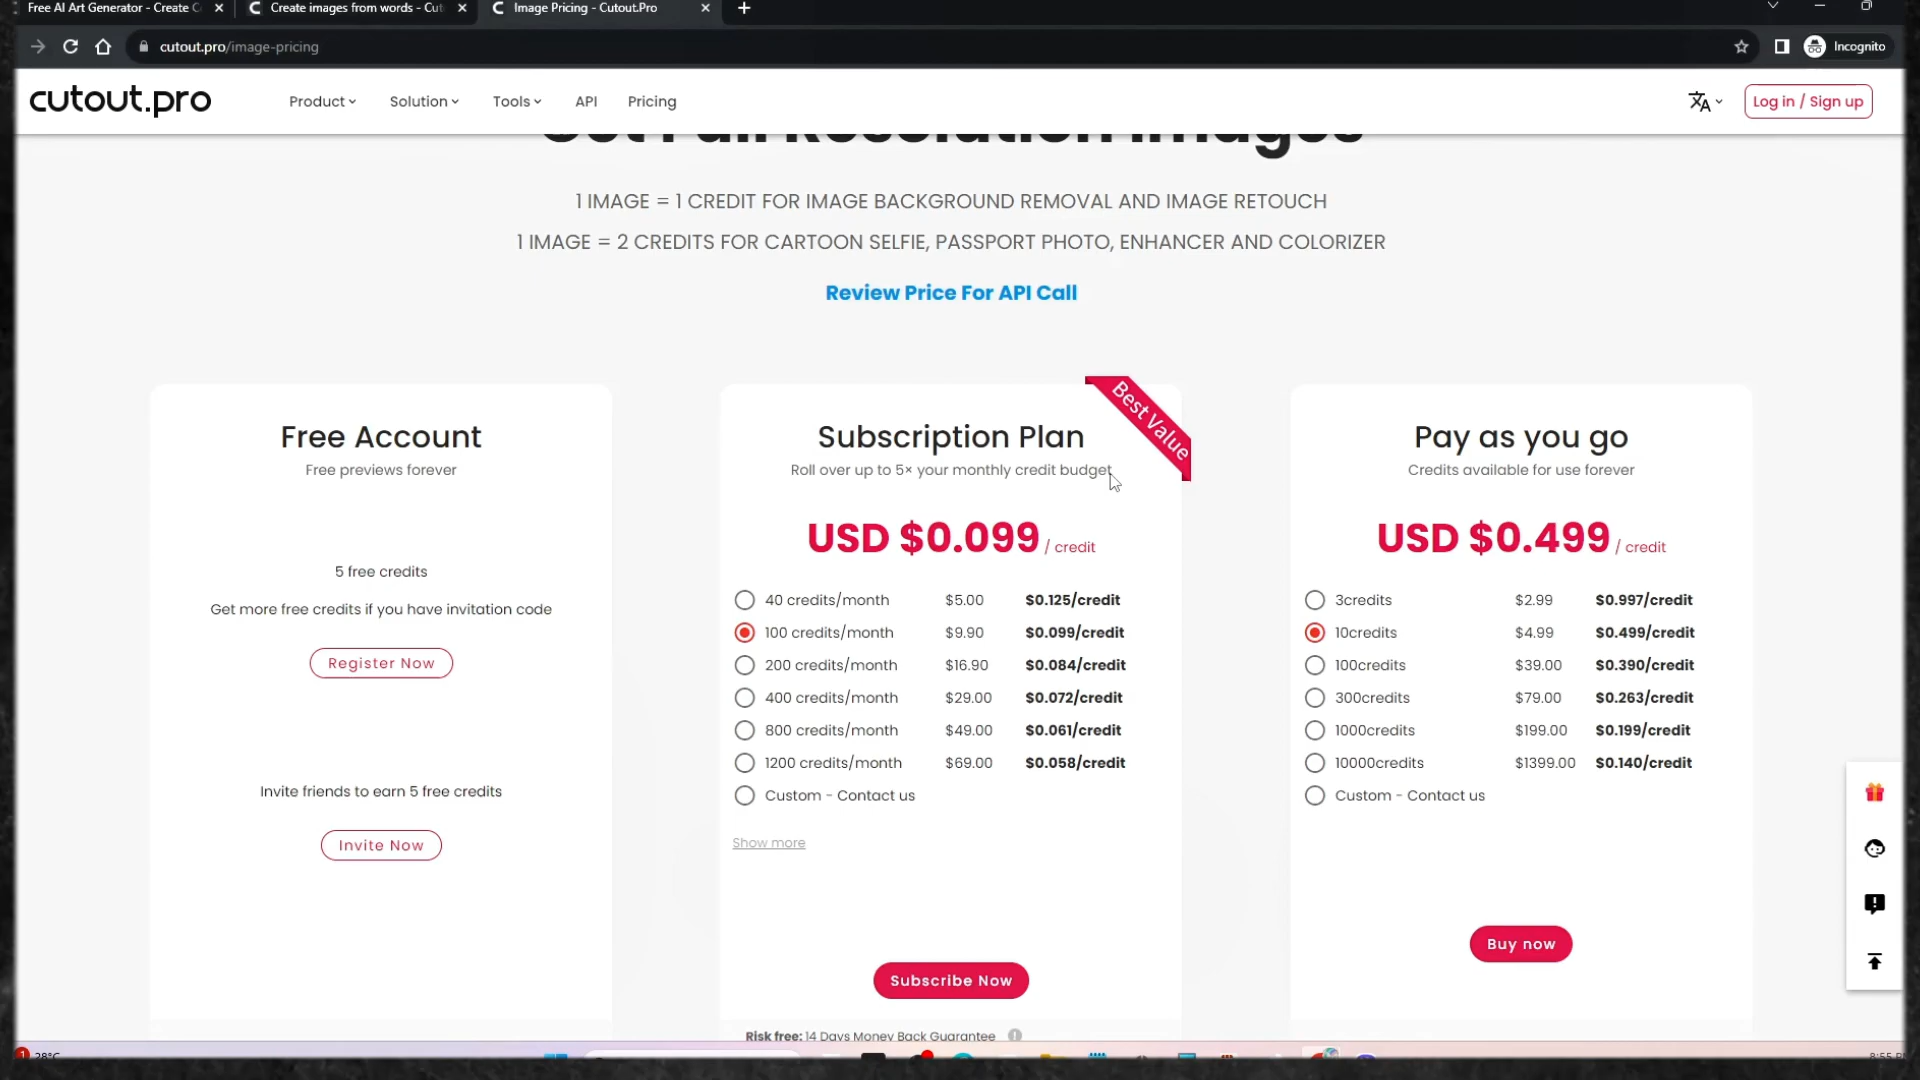 Free AI Art Generator - Create C
Create images from words - Cut
Image Pricing - Cutout.Pro
cutout.pro/image-pricing
Incognito
cutout.pro
Product
Solution
Tools
API
Pricing
Log in / Sign up
Get Full Resolution Images
1 IMAGE = 1 CREDIT FOR IMAGE BACKGROUND REMOVAL AND IMAGE RETOUCH
1 IMAGE = 2 CREDITS FOR CARTOON SELFIE, PASSPORT PHOTO, ENHANCER AND COLORIZER
Review Price For API Call
Free Account
Free previews forever
5 free credits
Get more free credits if you have invitation code
Register Now
Invite friends to earn 5 free credits
Invite Now
Best Value
Subscription Plan
Roll over up to 5× your monthly credit budget
USD $0.099 / credit
40 credits/month $5.00 $0.125/credit
100 credits/month $9.90 $0.099/credit
200 credits/month $16.90 $0.084/credit
400 credits/month $29.00 $0.072/credit
800 credits/month $49.00 $0.061/credit
1200 credits/month $69.00 $0.058/credit
Custom - Contact us
Show more
Subscribe Now
Risk free: 14 Days Money Back Guarantee
Pay as you go
Credits available for use forever
USD $0.499 / credit
3credits $2.99 $0.997/credit
10credits $4.99 $0.499/credit
100credits $39.00 $0.390/credit
300credits $79.00 $0.263/credit
1000credits $199.00 $0.199/credit
10000credits $1399.00 $0.140/credit
Custom - Contact us
Buy now
1
28°C